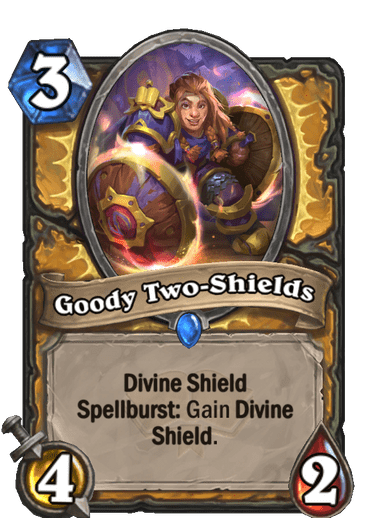 3
Goody Two-Shields
Divine Shield
Spellburst: Gain Divine
Shield.
4
2